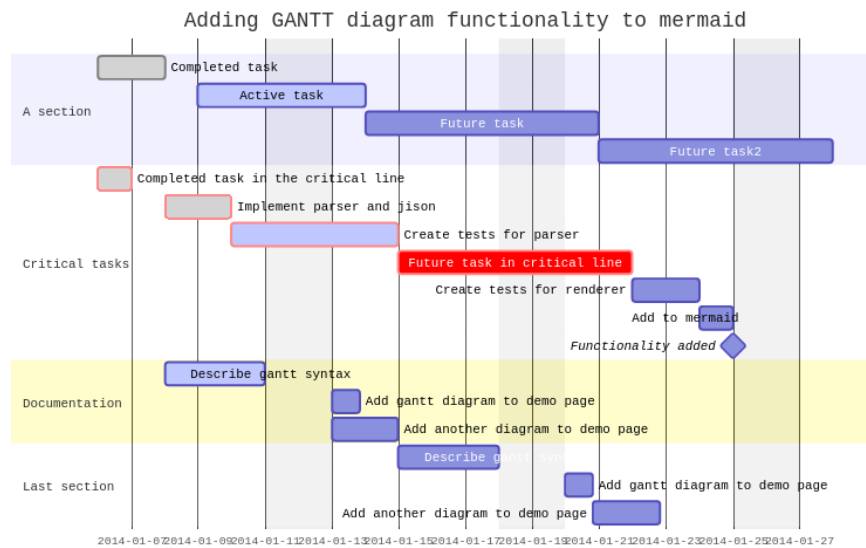 Adding GANTT diagram functionality to mermaid
Completed task
Active task
A section
Future task
Future task2
Completed task in the critical line
Implement parser and jison
Create tests for parser
Critical tasks
Future task in critical line
Create tests for renderer
Add to mermaid
Functionality added
Describe gantt syntax
Documentation
Add gantt diagram to demo page
Add another diagram to demo page
Describe gantt
Last section
Add gantt diagram to demo page
Add another diagram to demo page
2014-01-07 2014-01-09 2014-01-11 2014-01-13 2014-01-15 2014-01-17 2014-01-19 2014-01-21 2014-01-23 2014-01-25 2014-01-27